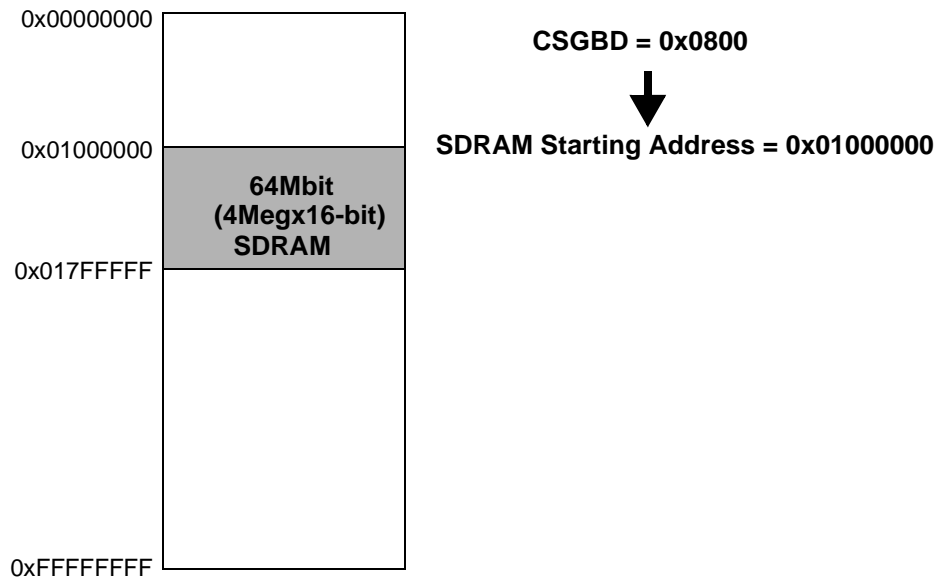 0x00000000
CSGBD = 0x0800
0x01000000
SDRAM Starting Address = 0x01000000
64Mbit
(4Megx16-bit)
SDRAM
0x017FFFFF
0xFFFFFFFF